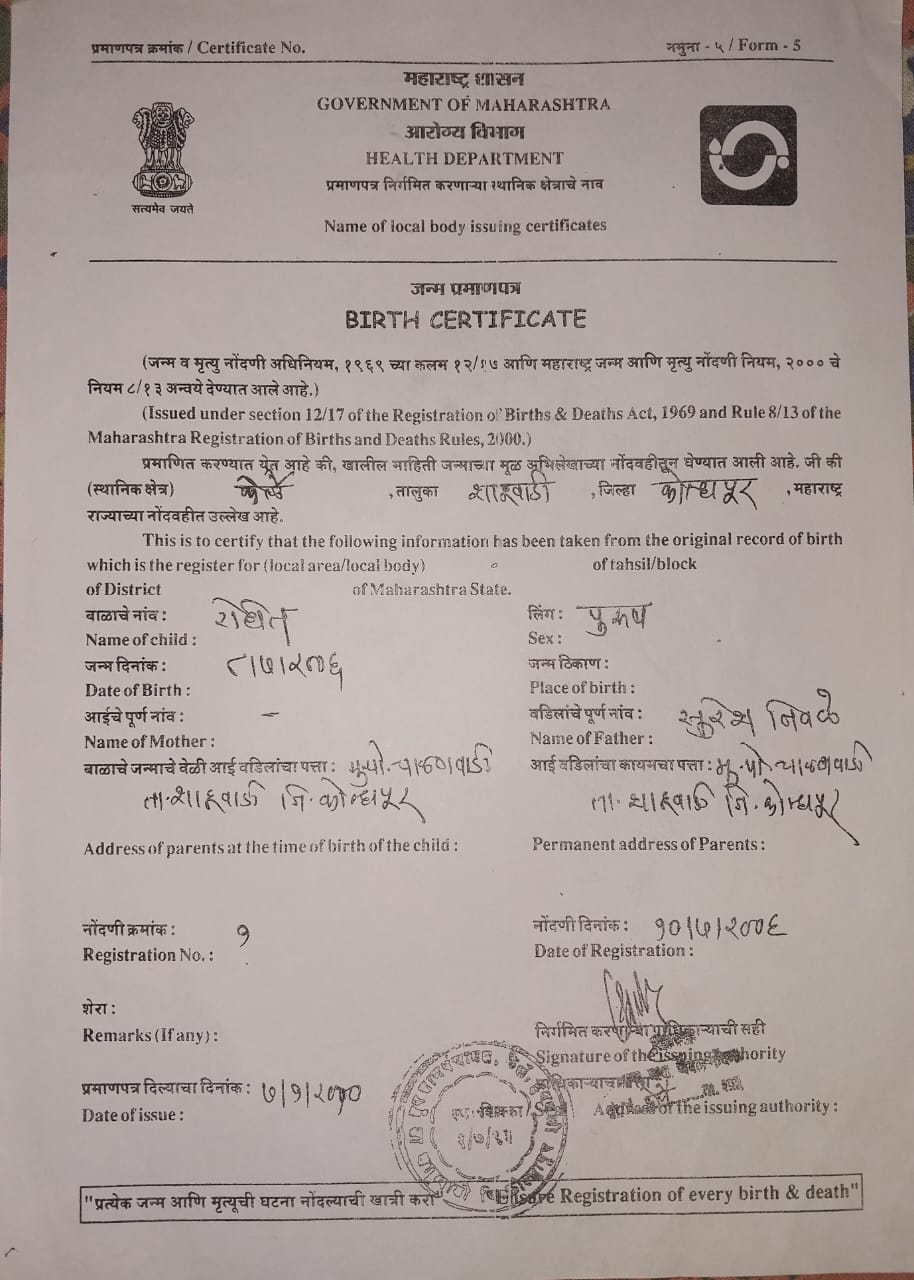 प्रमाणपत्र क्रमांक / Certificate No. नमुना - ५ / Form - 5
महाराष्ट्र शासन
GOVERNMENT OF MAHARASHTRA
आरोग्य विभाग
HEALTH DEPARTMENT
प्रमाणपत्र निर्गमित करणाऱ्या स्थानिक क्षेत्राचे नाव
सत्यमेव जयते
Name of local body issuing certificates
जन्म प्रमाणपत्र
BIRTH CERTIFICATE
(जन्म व मृत्यु नोंदणी अधिनियम, १९६९ च्या कलम १२/१७ आणि महाराष्ट्र जन्म आणि मृत्यु नोंदणी नियम, २००० चे
नियम ८/१३ अन्वये देण्यात आले आहे.)
(Issued under section 12/17 of the Registration of Births & Deaths Act, 1969 and Rule 8/13 of the
Maharashtra Registration of Births and Deaths Rules, 2000.)
प्रमाणित करण्यात येत आहे की, खालील माहिती जन्माच्या मूळ अभिलेखाच्या नोंदवहीतून घेण्यात आली आहे. जी की
(स्थानिक क्षेत्र) , तालुका शाहूवाडी , जिल्हा कोल्हापूर , महाराष्ट्र
राज्याच्या नोंदवहीत उल्लेख आहे.
This is to certify that the following information has been taken from the original record of birth
which is the register for (local area/local body) of tahsil/block
of District of Maharashtra State.
बाळाचे नांव : रोहित लिंग : पुरुष
Name of child : Sex :
जन्म दिनांक : ८।७।२००६ जन्म ठिकाण :
Date of Birth : Place of birth :
आईचे पूर्ण नांव : — वडिलांचे पूर्ण नांव : सुरेश निवळे
Name of Mother : Name of Father :
बाळाचे जन्माचे वेळी आई वडिलांचा पत्ता : मु.पो. आई वडिलांचा कायमचा पत्ता : मु.पो.
ता. शाहूवाडी जि. कोल्हापूर ता. शाहूवाडी जि. कोल्हापूर
Address of parents at the time of birth of the child : Permanent address of Parents :
नोंदणी क्रमांक : १ नोंदणी दिनांक : १०।७।२००६
Registration No. : Date of Registration :
शेरा :
Remarks (If any) : निर्गमित करणाऱ्या प्राधिकाऱ्याची सही
Signature of the issuing authority
प्रमाणपत्र दिल्याचा दिनांक :
Date of issue : Address of the issuing authority :
"प्रत्येक जन्म आणि मृत्यूची घटना नोंदल्याची खात्री करा" Ensure Registration of every birth & death"